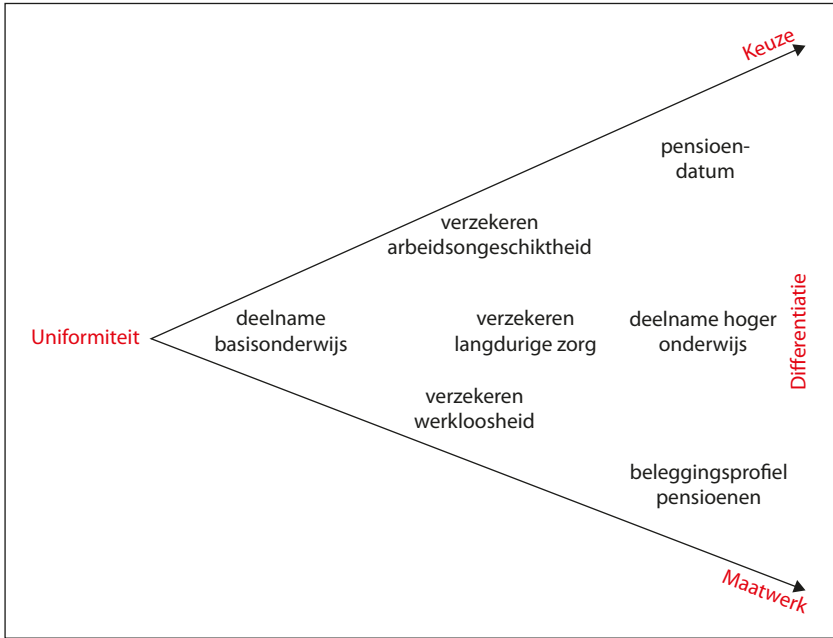 Keuze
pensioen-
datum
verzekeren
arbeidsongeschiktheid
Uniformiteit
deelname
basisonderwijs
verzekeren
langdurige zorg
deelname hoger
onderwijs
Differentiatie
verzekeren
werkloosheid
beleggingsprofiel
pensioenen
Maatwerk